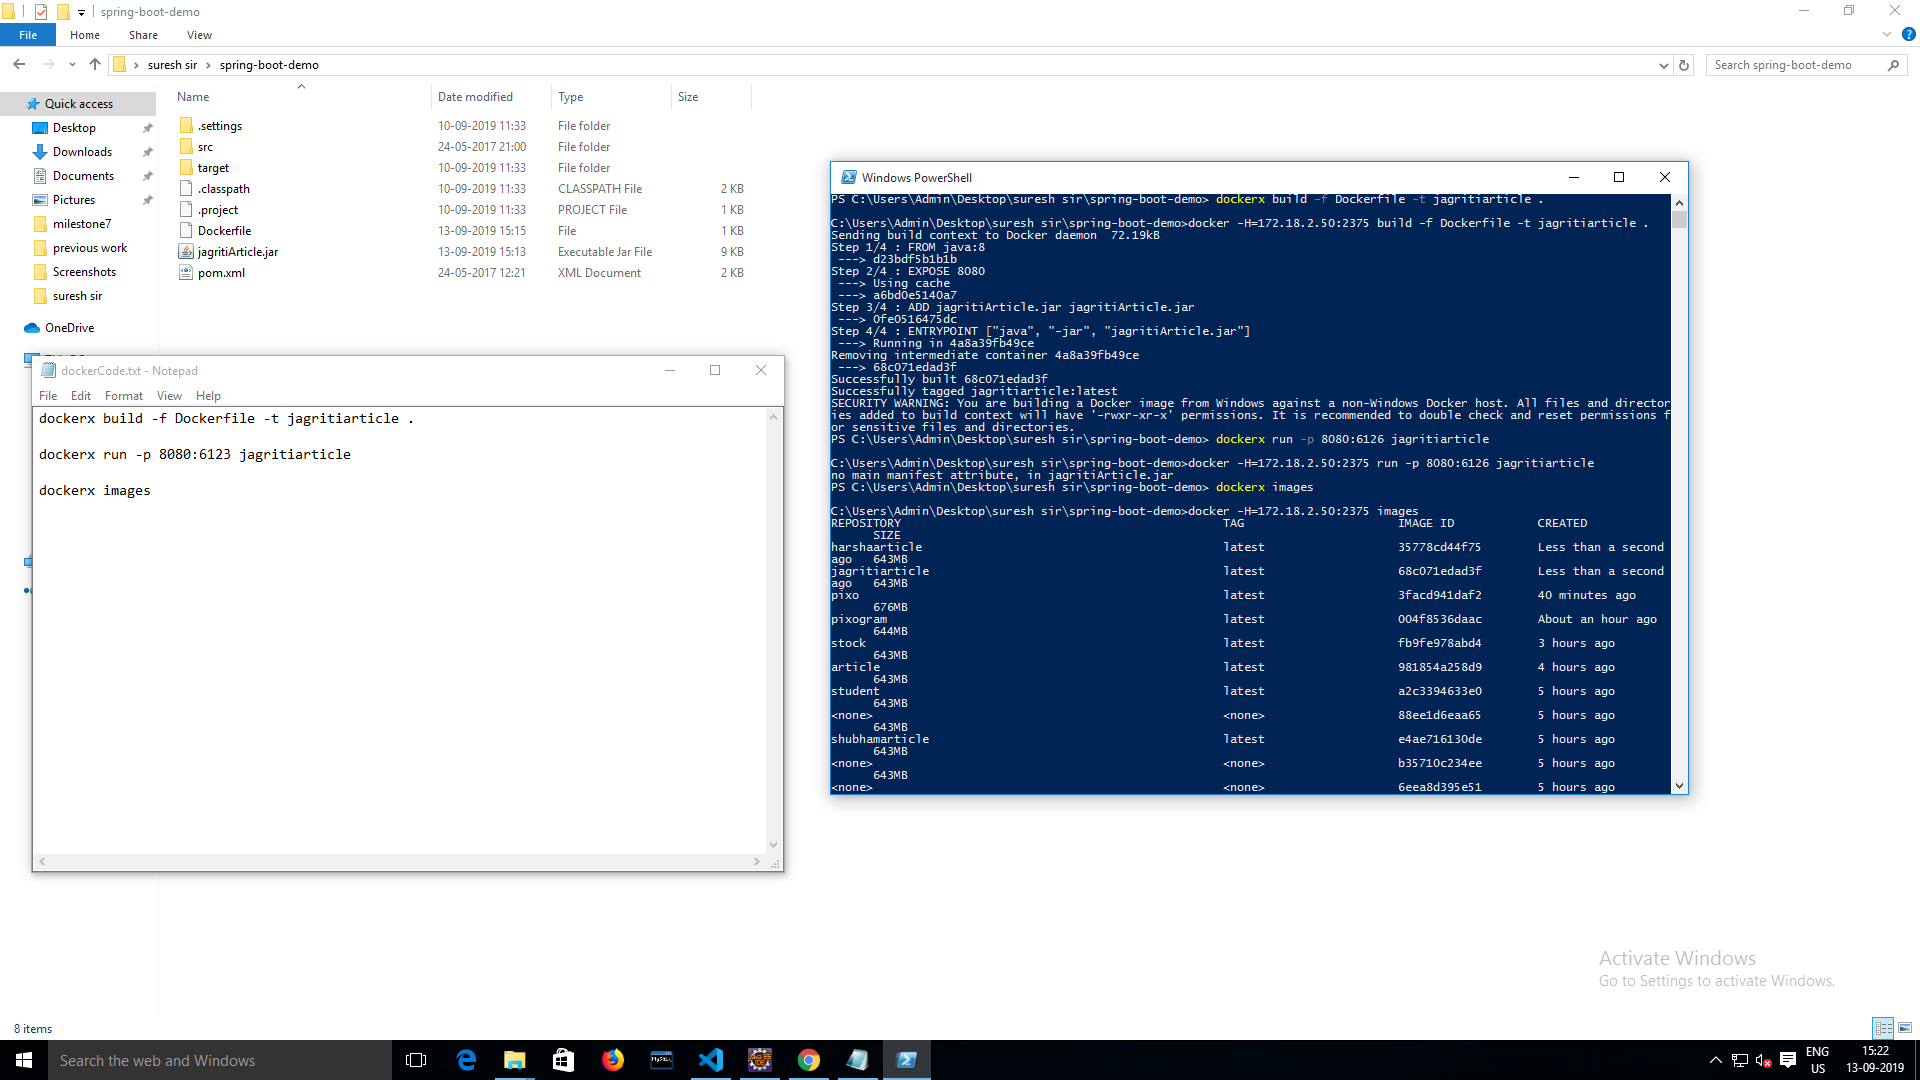 spring-boot-demo
File Home Share View
suresh sir spring-boot-demo
Search spring-boot-demo
Quick access
Desktop
Downloads
Documents
Pictures
milestone7
previous work
Screenshots
suresh sir
OneDrive
Name Date modified Type Size
.settings 10-09-2019 11:33 File folder
src 24-05-2017 21:00 File folder
target 10-09-2019 11:33 File folder
.classpath 10-09-2019 11:33 CLASSPATH File 2 KB
.project 10-09-2019 11:33 PROJECT File 1 KB
Dockerfile 13-09-2019 15:15 File 1 KB
jagritiArticle.jar 13-09-2019 15:13 Executable Jar File 9 KB
pom.xml 24-05-2017 12:21 XML Document 2 KB
dockerCode.txt - Notepad
File Edit Format View Help
dockerx build -f Dockerfile -t jagritiarticle .
dockerx run -p 8080:6123 jagritiarticle
dockerx images
Windows PowerShell
PS C:\Users\Admin\Desktop\suresh sir\spring-boot-demo> dockerx build -f Dockerfile -t jagritiarticle .
C:\Users\Admin\Desktop\suresh sir\spring-boot-demo>docker -H=172.18.2.50:2375 build -f Dockerfile -t jagritiarticle .
Sending build context to Docker daemon 72.19kB
Step 1/4 : FROM java:8
---> d23bdf5b1b1b
Step 2/4 : EXPOSE 8080
---> Using cache
---> a6bd0e5140a7
Step 3/4 : ADD jagritiArticle.jar jagritiArticle.jar
---> 0fe0516475dc
Step 4/4 : ENTRYPOINT ["java", "-jar", "jagritiArticle.jar"]
---> Running in 4a8a39fb49ce
Removing intermediate container 4a8a39fb49ce
---> 68c071edad3f
Successfully built 68c071edad3f
Successfully tagged jagritiarticle:latest
SECURITY WARNING: You are building a Docker image from Windows against a non-Windows Docker host. All files and director
ies added to build context will have '-rwxr-xr-x' permissions. It is recommended to double check and reset permissions f
or sensitive files and directories.
PS C:\Users\Admin\Desktop\suresh sir\spring-boot-demo> dockerx run -p 8080:6126 jagritiarticle
C:\Users\Admin\Desktop\suresh sir\spring-boot-demo>docker -H=172.18.2.50:2375 run -p 8080:6126 jagritiarticle
no main manifest attribute, in jagritiArticle.jar
PS C:\Users\Admin\Desktop\suresh sir\spring-boot-demo> dockerx images
C:\Users\Admin\Desktop\suresh sir\spring-boot-demo>docker -H=172.18.2.50:2375 images
REPOSITORY TAG IMAGE ID CREATED
SIZE
harshaarticle latest 35778cd44f75 Less than a second
ago 643MB
jagritiarticle latest 68c071edad3f Less than a second
ago 643MB
pixo latest 3facd941daf2 40 minutes ago
676MB
pixogram latest 004f8536daac About an hour ago
644MB
stock latest fb9fe978abd4 3 hours ago
643MB
article latest 981854a258d9 4 hours ago
643MB
student latest a2c3394633e0 5 hours ago
643MB
<none> <none> 88ee1d6eaa65 5 hours ago
643MB
shubhamarticle latest e4ae716130de 5 hours ago
643MB
<none> <none> b35710c234ee 5 hours ago
643MB
<none> <none> 6eea8d395e51 5 hours ago
Activate Windows
Go to Settings to activate Windows.
8 items
Search the web and Windows
ENG 15:22
US 13-09-2019